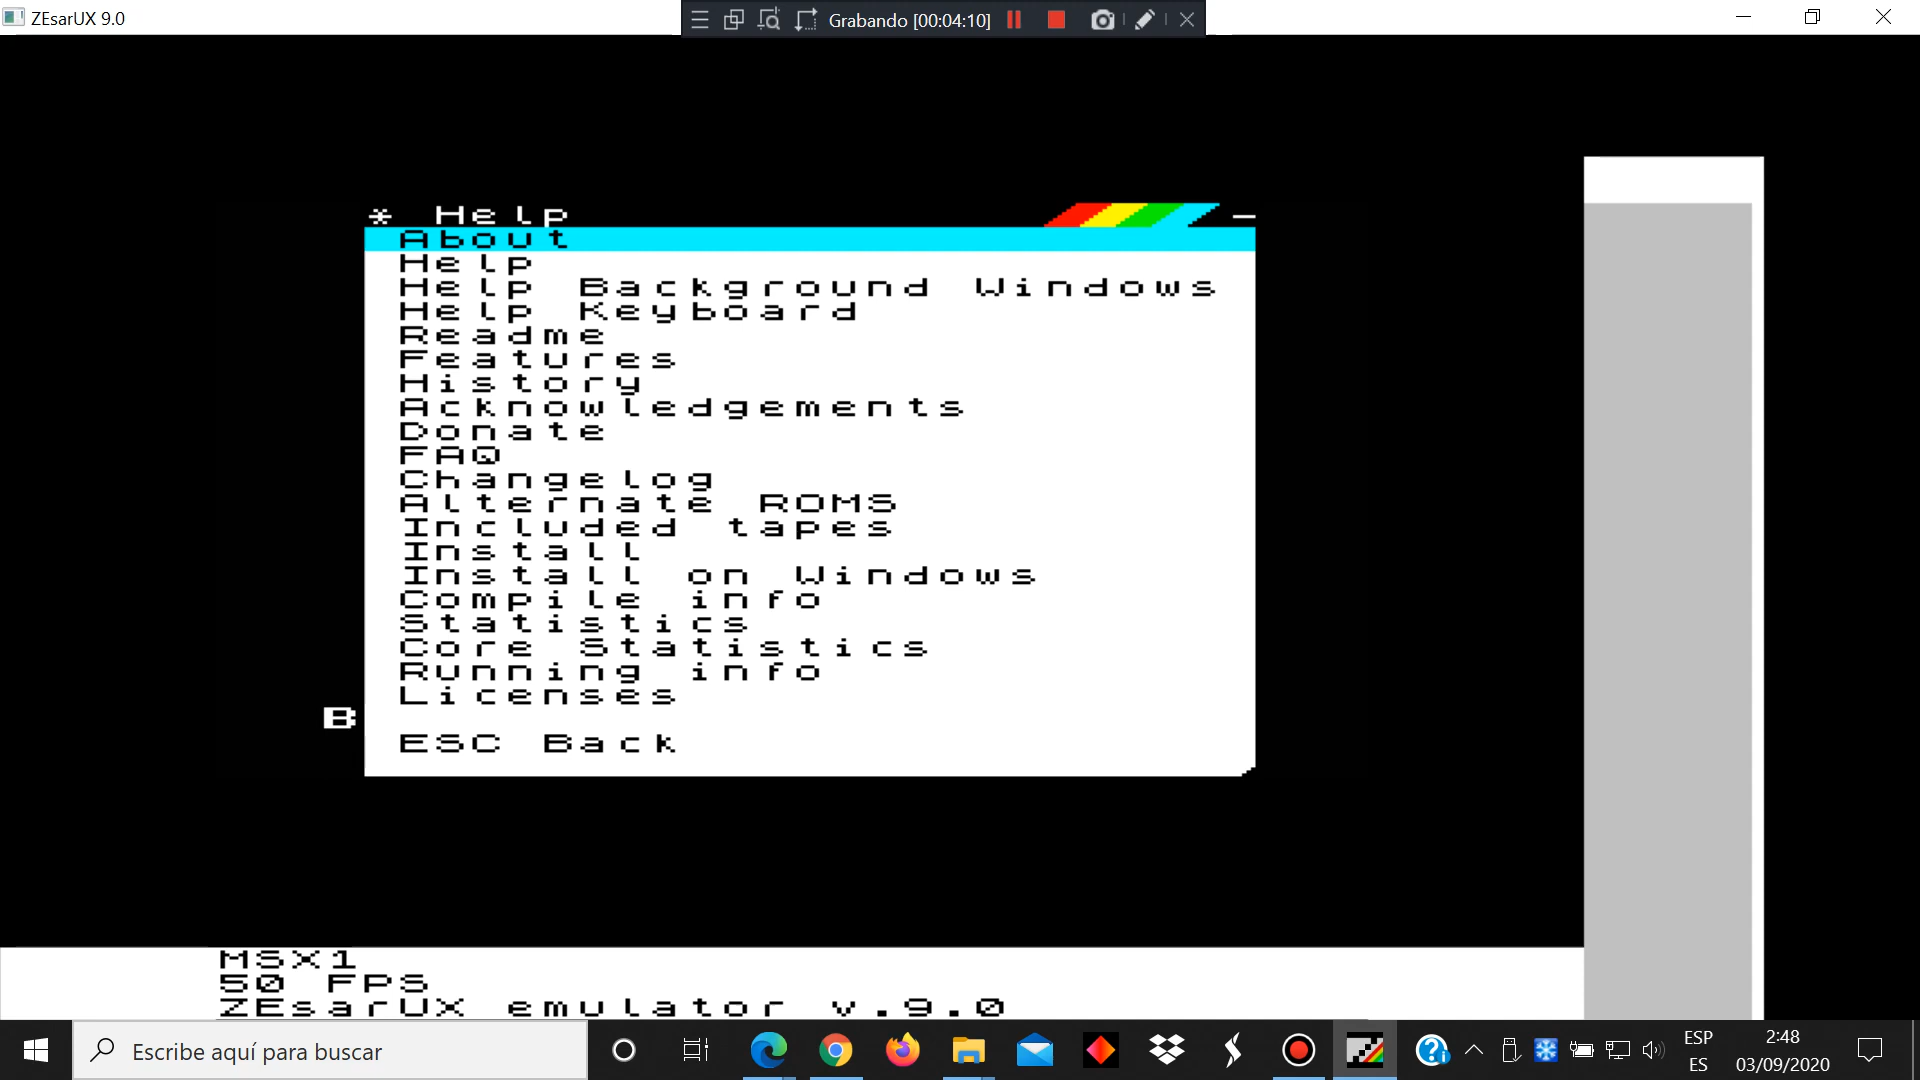 ZEsarUX 9.0
Grabando [00:04:10]
* Help
About
Help
Help Background Windows
Help Keyboard
Readme
Features
History
Acknowledgements
Donate
FAQ
Changelog
Alternate ROMS
Included tapes
Install
Install on Windows
Compile info
Statistics
Core Statistics
Running info
Licenses
B
ESC Back
MSX1
50 FPS
ZEsarUX emulator v.9.0
Escribe aquí para buscar
ESP
ES
2:48
03/09/2020